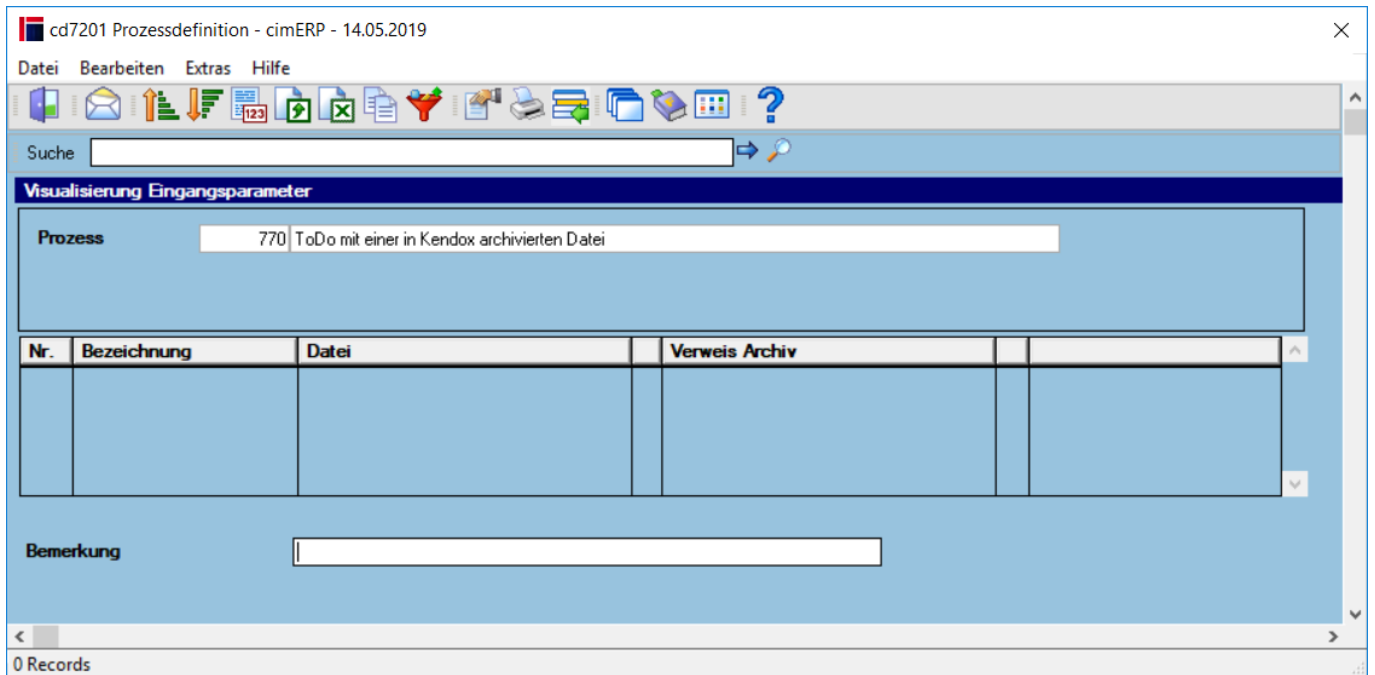 cd7201 Prozessdefinition - cimERP - 14.05.2019
Datei Bearbeiten Extras Hilfe
123
Suche
Visualisierung Eingangsparameter
Prozess 770 ToDo mit einer in Kendox archivierten Datei
Nr. Bezeichnung Datei Verweis Archiv
Bemerkung
0 Records